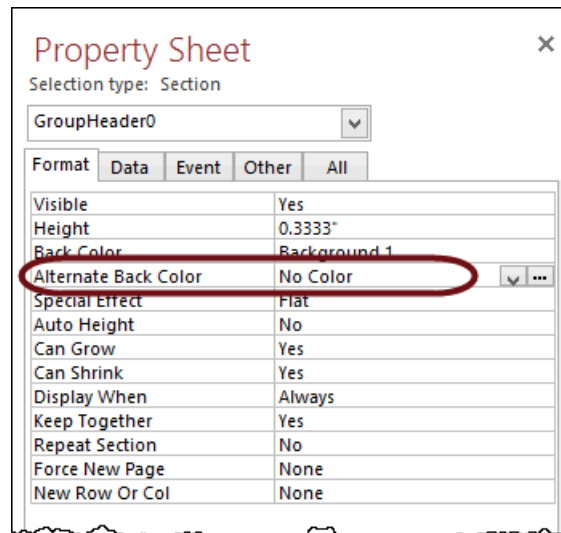 Property Sheet
Selection type: Section
GroupHeader0
Format Data Event Other All
Visible Yes
Height 0.3333"
Back Color Background 1
Alternate Back Color No Color
Special Effect Flat
Auto Height No
Can Grow Yes
Can Shrink Yes
Display When Always
Keep Together Yes
Repeat Section No
Force New Page None
New Row Or Col None